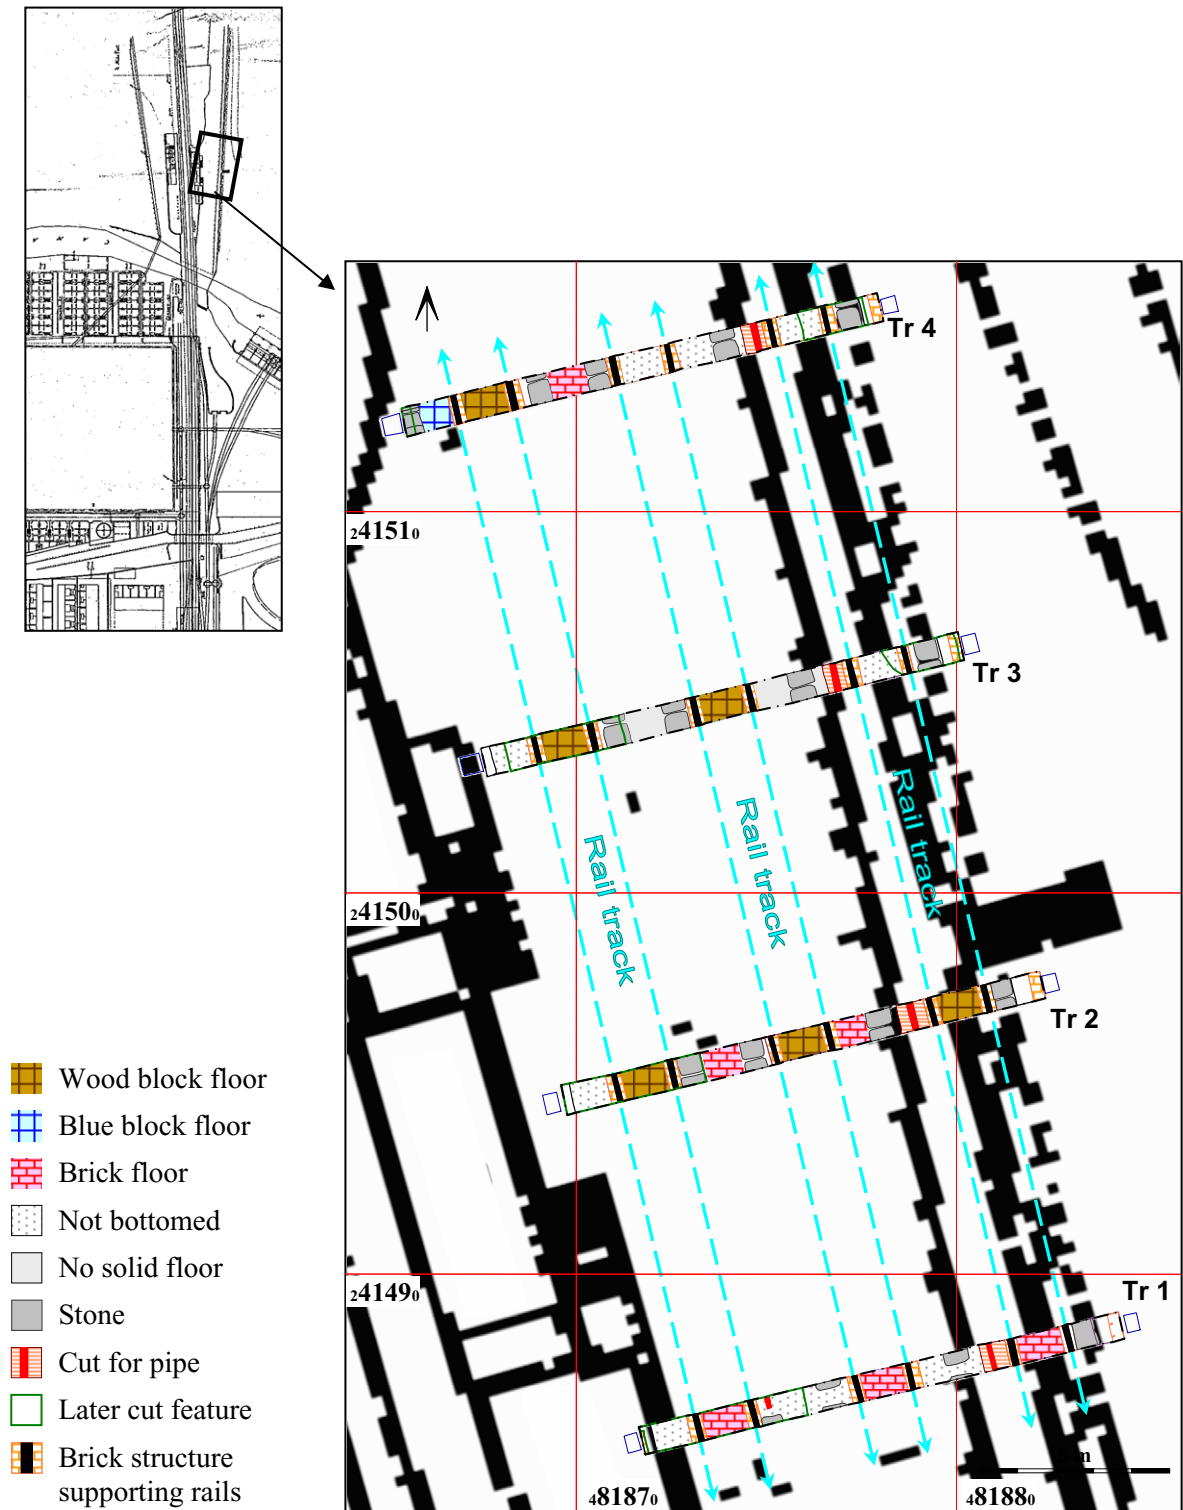 Tr 4
241510
Tr 3
Rail track
Rail track
Rail track
241500
Tr 2
Wood block floor
Blue block floor
Brick floor
Not bottomed
No solid floor
Stone
Cut for pipe
Later cut feature
Brick structure
supporting rails
241490
Tr 1
5 m
481870
481880